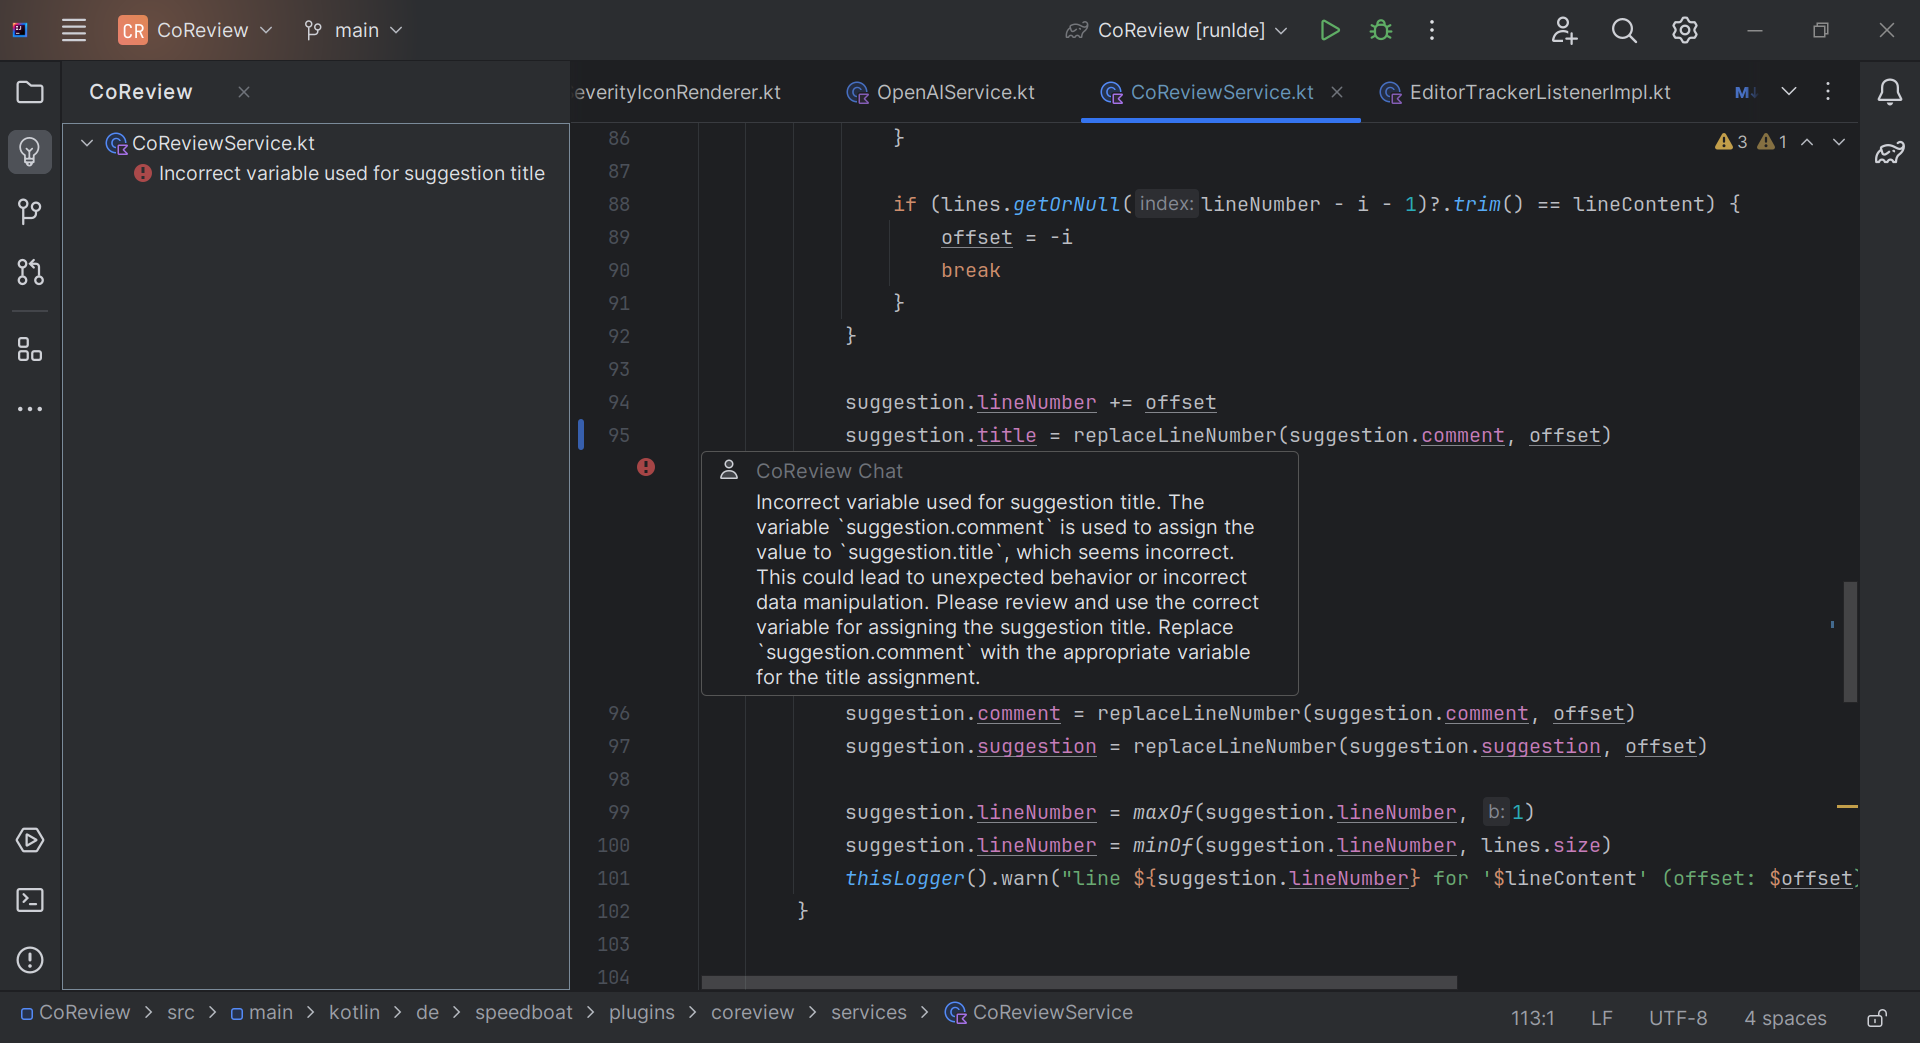 CR CoReview main CoReview [runIde]
CoReview
everityIconRenderer.kt OpenAIService.kt CoReviewService.kt EditorTrackerListenerImpl.kt M↓
CoReviewService.kt
Incorrect variable used for suggestion title
3 1
86 }
87
88 if (lines.getOrNull( index: lineNumber - i - 1)?.trim() == lineContent) {
89 offset = -i
90 break
91 }
92 }
93
94 suggestion.lineNumber += offset
95 suggestion.title = replaceLineNumber(suggestion.comment, offset)
CoReview Chat
Incorrect variable used for suggestion title. The
variable `suggestion.comment` is used to assign the
value to `suggestion.title`, which seems incorrect.
This could lead to unexpected behavior or incorrect
data manipulation. Please review and use the correct
variable for assigning the suggestion title. Replace
`suggestion.comment` with the appropriate variable
for the title assignment.
96 suggestion.comment = replaceLineNumber(suggestion.comment, offset)
97 suggestion.suggestion = replaceLineNumber(suggestion.suggestion, offset)
98
99 suggestion.lineNumber = maxOf(suggestion.lineNumber, b: 1)
100 suggestion.lineNumber = minOf(suggestion.lineNumber, lines.size)
101 thisLogger().warn("line ${suggestion.lineNumber} for '$lineContent' (offset: $offset)
102 }
103
104
CoReview > src > main > kotlin > de > speedboat > plugins > coreview > services > CoReviewService
113:1 LF UTF-8 4 spaces